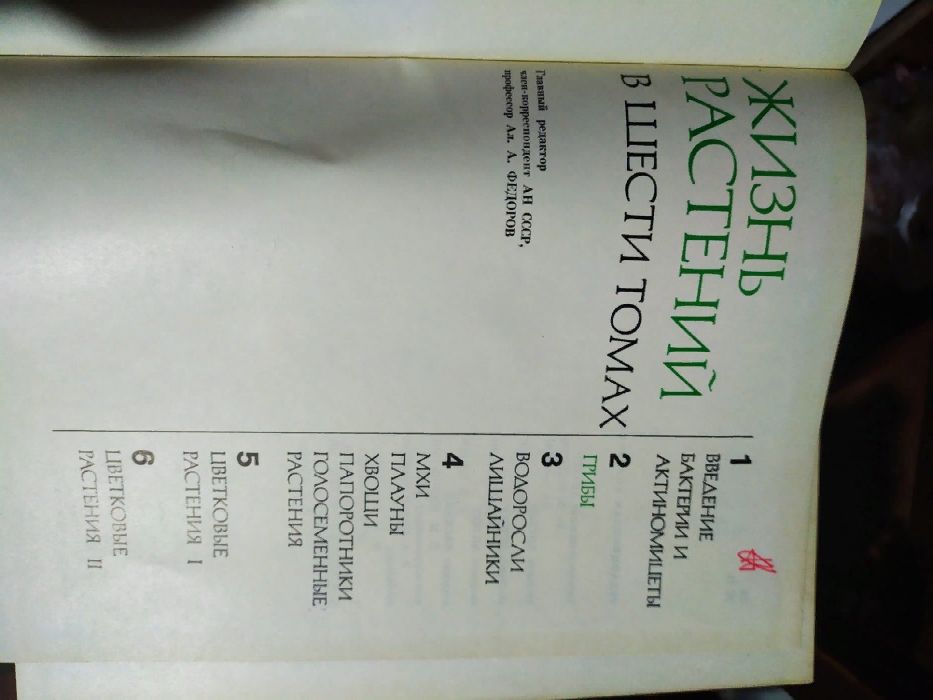 ЖИЗНЬ
РАСТЕНИЙ
В ШЕСТИ ТОМАХ
Главный редактор
член-корреспондент АН СССР,
профессор Ал. А. ФЕДОРОВ
1
ВВЕДЕНИЕ
БАКТЕРИИ И
АКТИНОМИЦЕТЫ
2
ГРИБЫ
3
ВОДОРОСЛИ
ЛИШАЙНИКИ
4
МХИ
ПЛАУНЫ
ХВОЩИ
ПАПОРОТНИКИ
ГОЛОСЕМЕННЫЕ
РАСТЕНИЯ
5
ЦВЕТКОВЫЕ
РАСТЕНИЯ I
6
ЦВЕТКОВЫЕ
РАСТЕНИЯ II